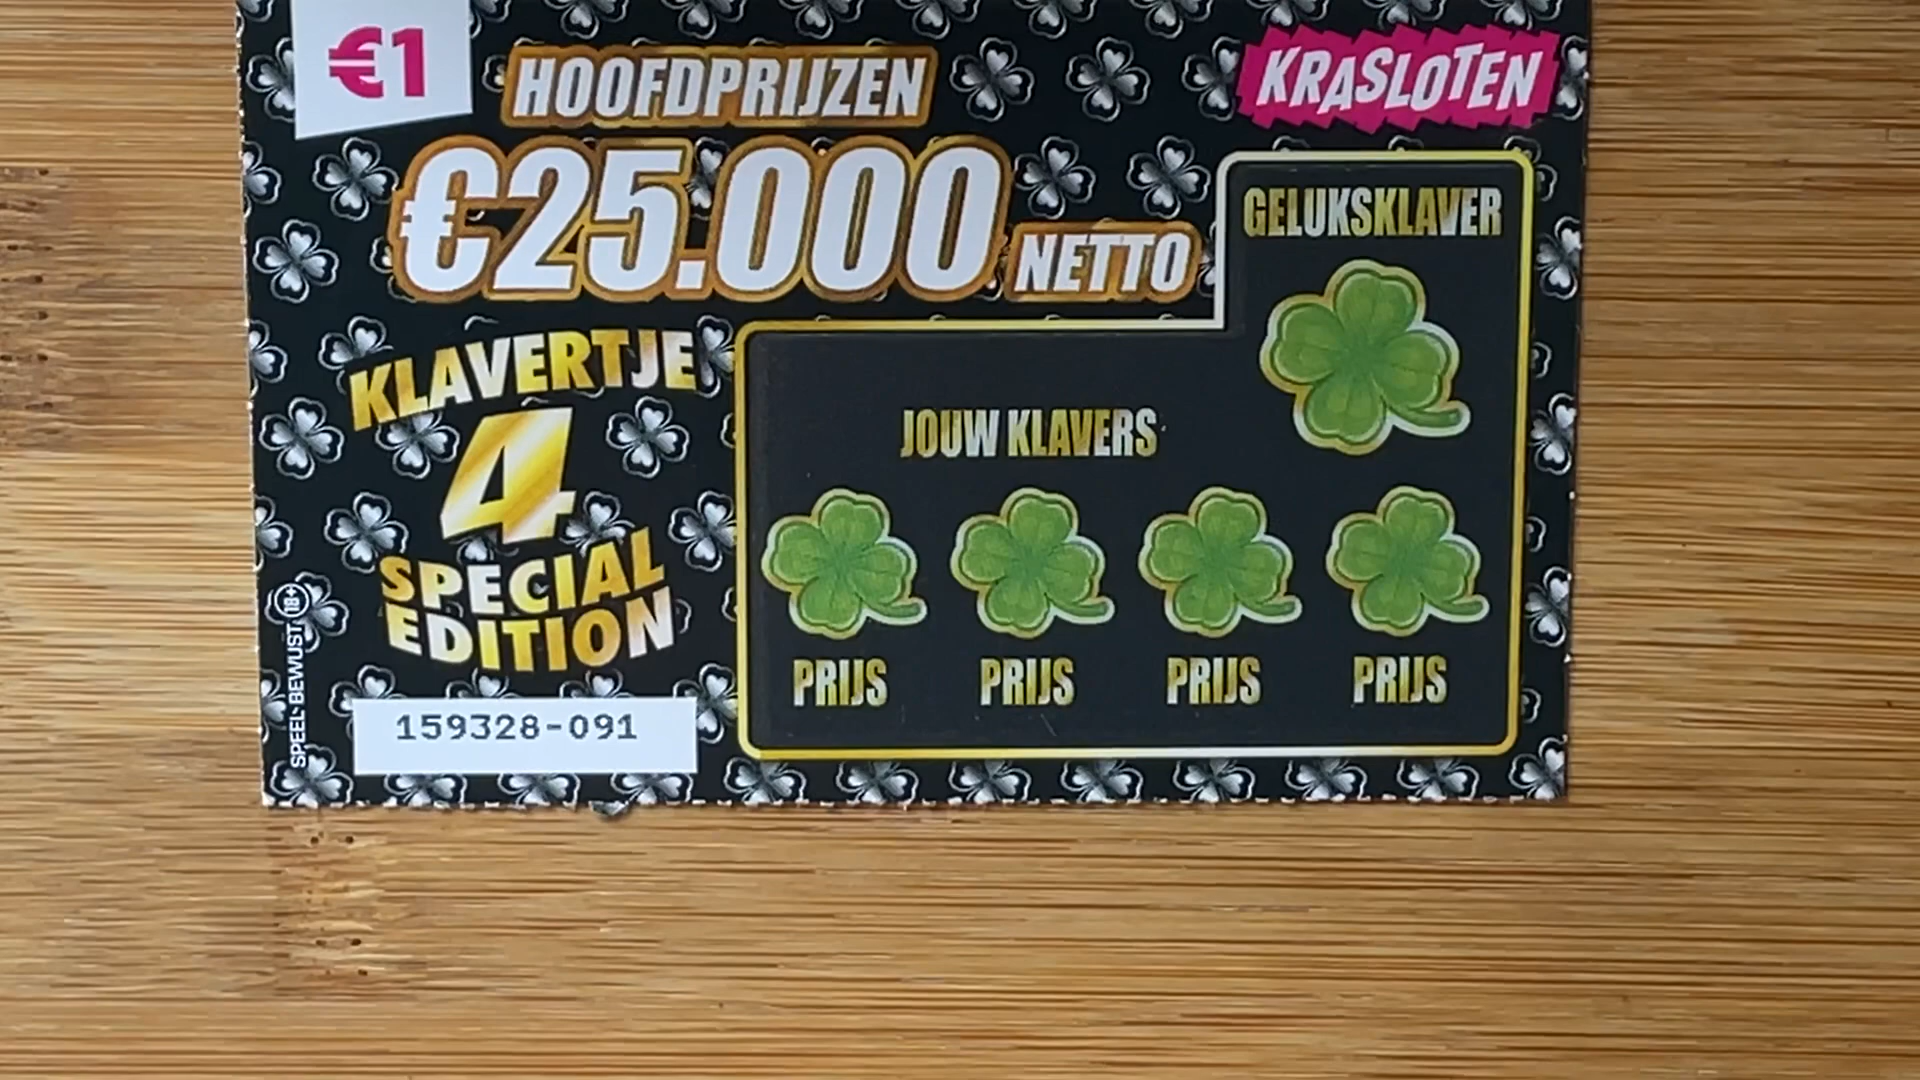 €1
HOOFDPRIJZEN
KRASLOTEN
€25.000 NETTO
GELUKSKLAVER
KLAVERTJE
4
SPECIAL
EDITION
JOUW KLAVERS
PRIJS PRIJS PRIJS PRIJS
SPEEL BEWUST 18+
159328-091